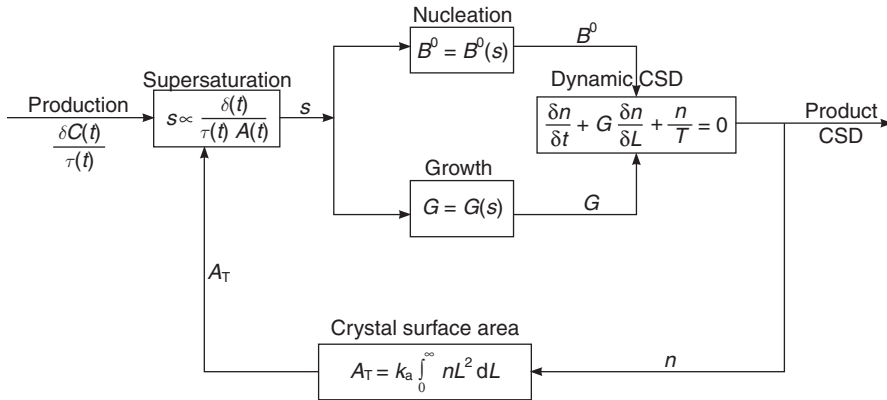 Nucleation
B⁰ = B⁰(s)
B⁰
Supersaturation
Production
δC(t)
τ(t)
s ∝ δ(t) / τ(t) A(t)
s
Dynamic CSD
δn/δt + G δn/δL + n/T = 0
Product
CSD
Growth
G = G(s)
G
A_T
Crystal surface area
A_T = k_a ∫₀^∞ nL² dL
n